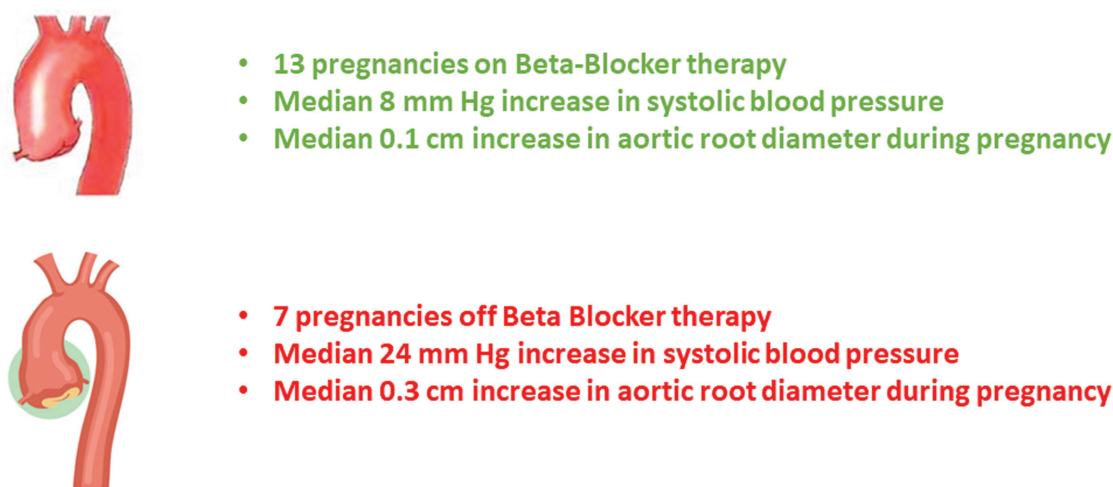 • 13 pregnancies on Beta-Blocker therapy
• Median 8 mm Hg increase in systolic blood pressure
• Median 0.1 cm increase in aortic root diameter during pregnancy
• 7 pregnancies off Beta Blocker therapy
• Median 24 mm Hg increase in systolic blood pressure
• Median 0.3 cm increase in aortic root diameter during pregnancy